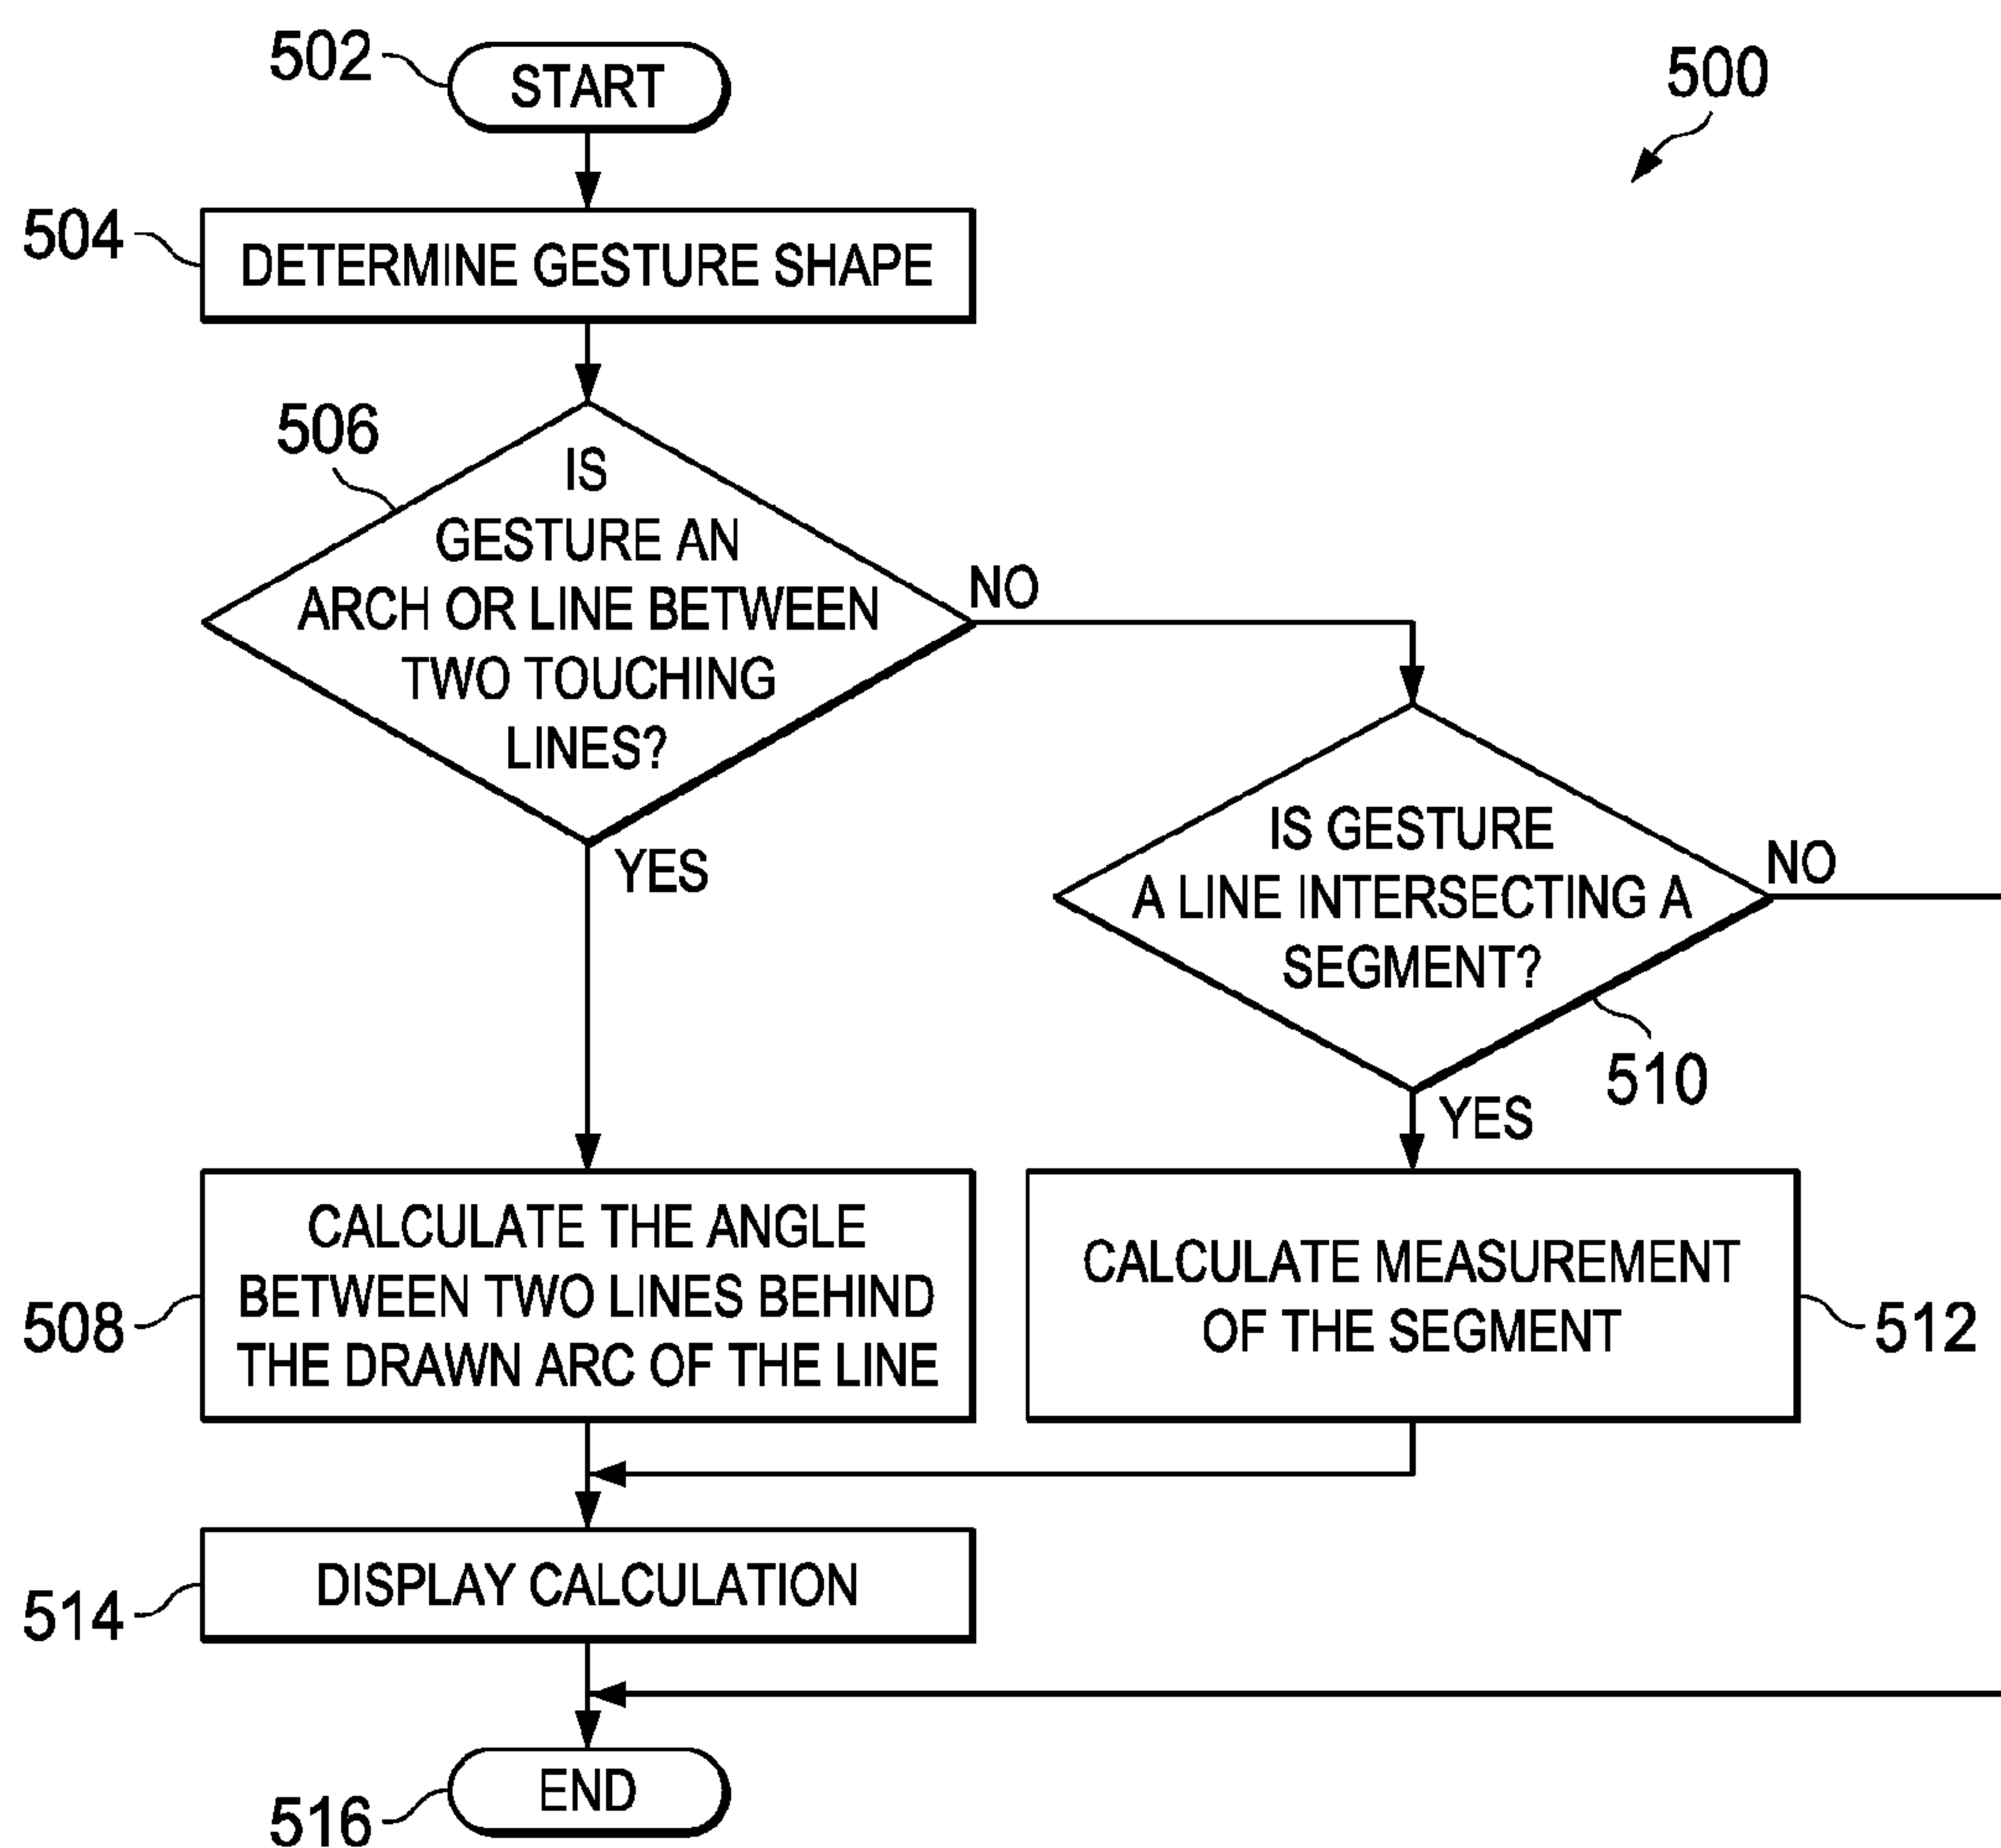 502
START
500
504
DETERMINE GESTURE SHAPE
506
IS
GESTURE AN
ARCH OR LINE BETWEEN
TWO TOUCHING
LINES?
NO
YES
IS GESTURE
A LINE INTERSECTING A
SEGMENT?
NO
510
YES
508
CALCULATE THE ANGLE
BETWEEN TWO LINES BEHIND
THE DRAWN ARC OF THE LINE
CALCULATE MEASUREMENT
OF THE SEGMENT
512
514
DISPLAY CALCULATION
516
END